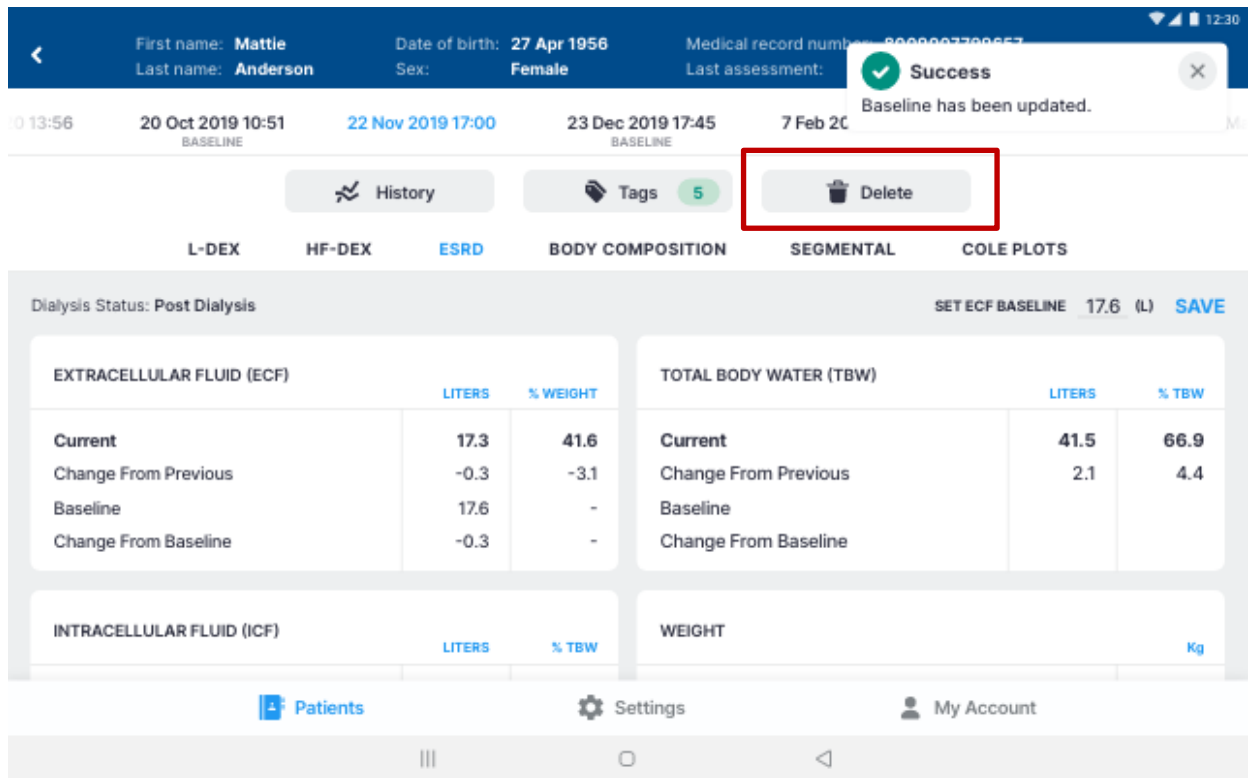 12:30
First name: Mattie Date of birth: 27 Apr 1956 Medical record number:
Last name: Anderson Sex: Female Last assessment:
Success
Baseline has been updated.
13:56 20 Oct 2019 10:51 22 Nov 2019 17:00 23 Dec 2019 17:45 7 Feb 20
BASELINE BASELINE
History Tags 5 Delete
L-DEX HF-DEX ESRD BODY COMPOSITION SEGMENTAL COLE PLOTS
Dialysis Status: Post Dialysis SET ECF BASELINE 17.6 (L) SAVE
EXTRACELLULAR FLUID (ECF) LITERS % WEIGHT
Current 17.3 41.6
Change From Previous -0.3 -3.1
Baseline 17.6 -
Change From Baseline -0.3 -
TOTAL BODY WATER (TBW) LITERS % TBW
Current 41.5 66.9
Change From Previous 2.1 4.4
Baseline
Change From Baseline
INTRACELLULAR FLUID (ICF) LITERS % TBW
WEIGHT Kg
Patients Settings My Account